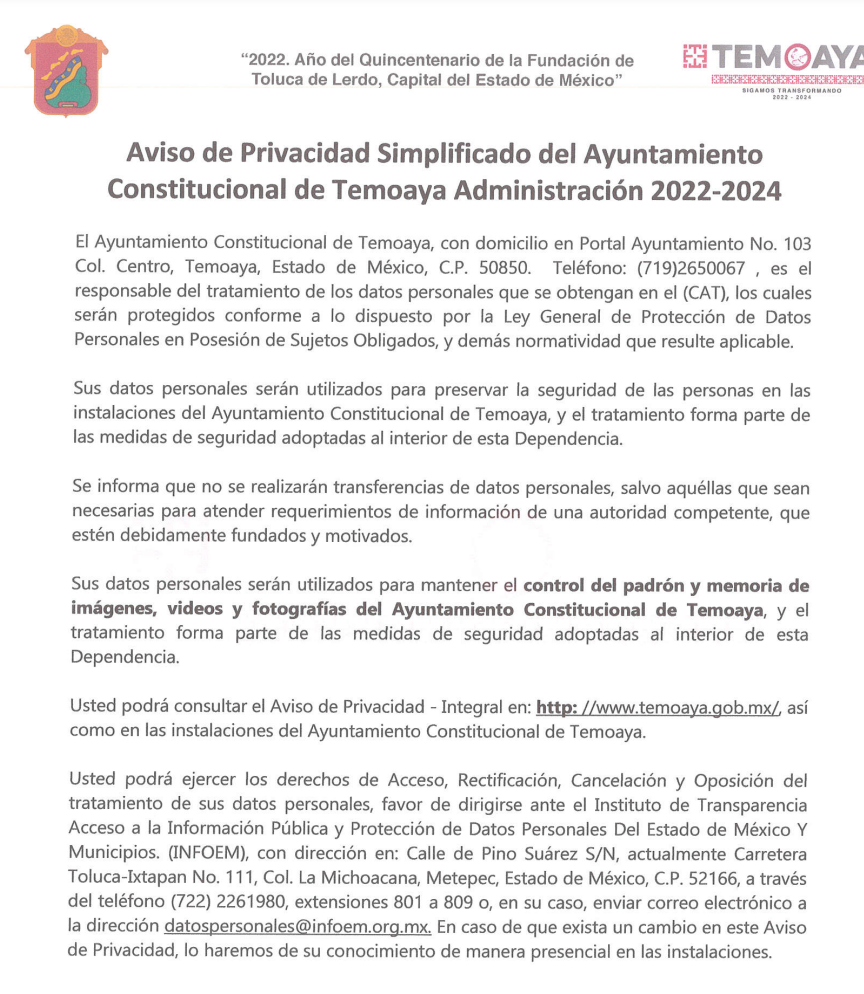 “2022. Año del Quincentenario de la Fundación de
Toluca de Lerdo, Capital del Estado de México”
TEMOAYA
SIGAMOS TRANSFORMANDO
2022 - 2024
Aviso de Privacidad Simplificado del Ayuntamiento
Constitucional de Temoaya Administración 2022-2024
El Ayuntamiento Constitucional de Temoaya, con domicilio en Portal Ayuntamiento No. 103
Col. Centro, Temoaya, Estado de México, C.P. 50850. Teléfono: (719)2650067 , es el
responsable del tratamiento de los datos personales que se obtengan en el (CAT), los cuales
serán protegidos conforme a lo dispuesto por la Ley General de Protección de Datos
Personales en Posesión de Sujetos Obligados, y demás normatividad que resulte aplicable.
Sus datos personales serán utilizados para preservar la seguridad de las personas en las
instalaciones del Ayuntamiento Constitucional de Temoaya, y el tratamiento forma parte de
las medidas de seguridad adoptadas al interior de esta Dependencia.
Se informa que no se realizarán transferencias de datos personales, salvo aquéllas que sean
necesarias para atender requerimientos de información de una autoridad competente, que
estén debidamente fundados y motivados.
Sus datos personales serán utilizados para mantener el control del padrón y memoria de
imágenes, videos y fotografías del Ayuntamiento Constitucional de Temoaya, y el
tratamiento forma parte de las medidas de seguridad adoptadas al interior de esta
Dependencia.
Usted podrá consultar el Aviso de Privacidad - Integral en: http: //www.temoaya.gob.mx/, así
como en las instalaciones del Ayuntamiento Constitucional de Temoaya.
Usted podrá ejercer los derechos de Acceso, Rectificación, Cancelación y Oposición del
tratamiento de sus datos personales, favor de dirigirse ante el Instituto de Transparencia
Acceso a la Información Pública y Protección de Datos Personales Del Estado de México Y
Municipios. (INFOEM), con dirección en: Calle de Pino Suárez S/N, actualmente Carretera
Toluca-Ixtapan No. 111, Col. La Michoacana, Metepec, Estado de México, C.P. 52166, a través
del teléfono (722) 2261980, extensiones 801 a 809 o, en su caso, enviar correo electrónico a
la dirección datospersonales@infoem.org.mx. En caso de que exista un cambio en este Aviso
de Privacidad, lo haremos de su conocimiento de manera presencial en las instalaciones.